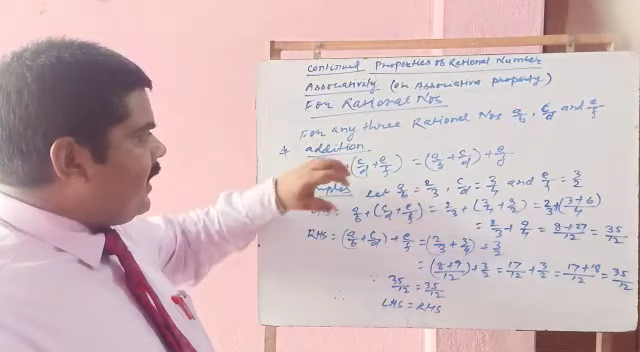 Continued Properties of Rational Number
Associativity (or Associative property)
For Rational Nos
For any three Rational Nos a/b, c/d and e/f
* addition
+ (c/d + e/f) = (a/b + c/d) + e/f
let a/b = 2/3, c/d = 3/4 and e/f = 3/2
= a/b + (c/d + e/f) = 2/3 + (3/4 + 3/2) = 2/3 + (3+6/4)
= 2/3 + 9/4 = 8+27/12 = 35/12
RHS = (a/b + c/d) + e/f = (2/3 + 3/4) + 3/2
= (8+9/12) + 3/2 = 17/12 + 3/2 = 17+18/12 = 35/12
35/12 = 35/12
LHS = RHS